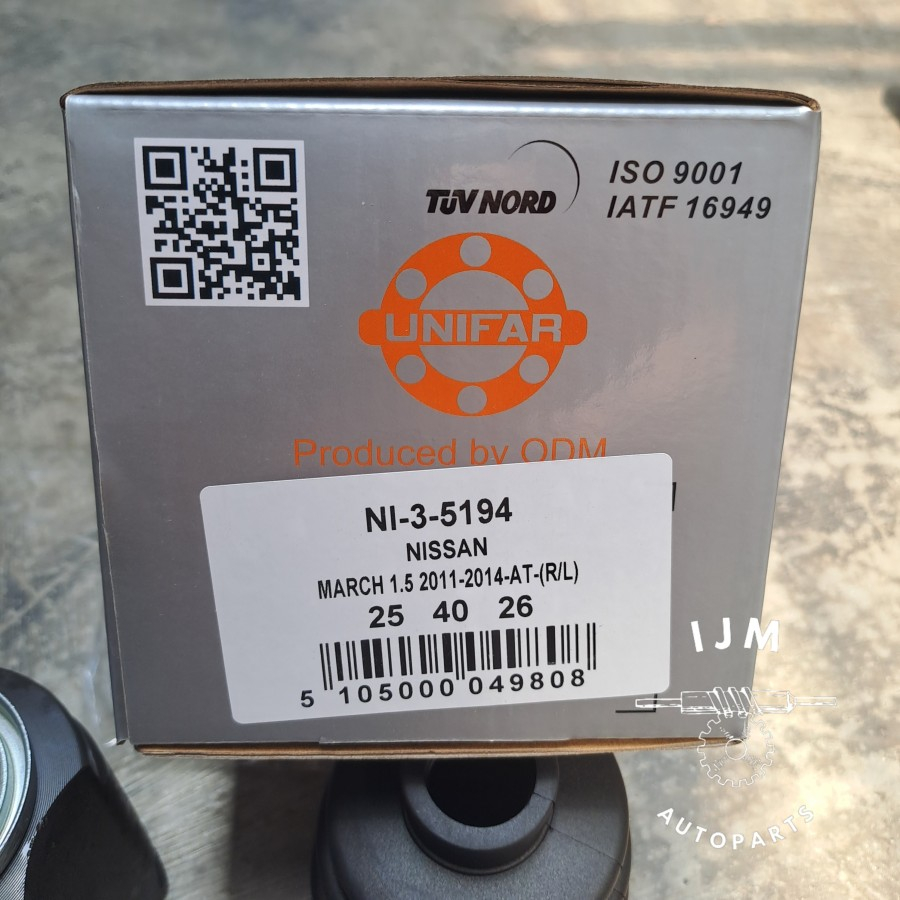 TÜV NORD
ISO 9001
IATF 16949
UNIFAR
Produced by ODM
NI-3-5194
NISSAN
MARCH 1.5 2011-2014-AT-(R/L)
25 40 26
5 105000 049808
IJM
AUTOPARTS